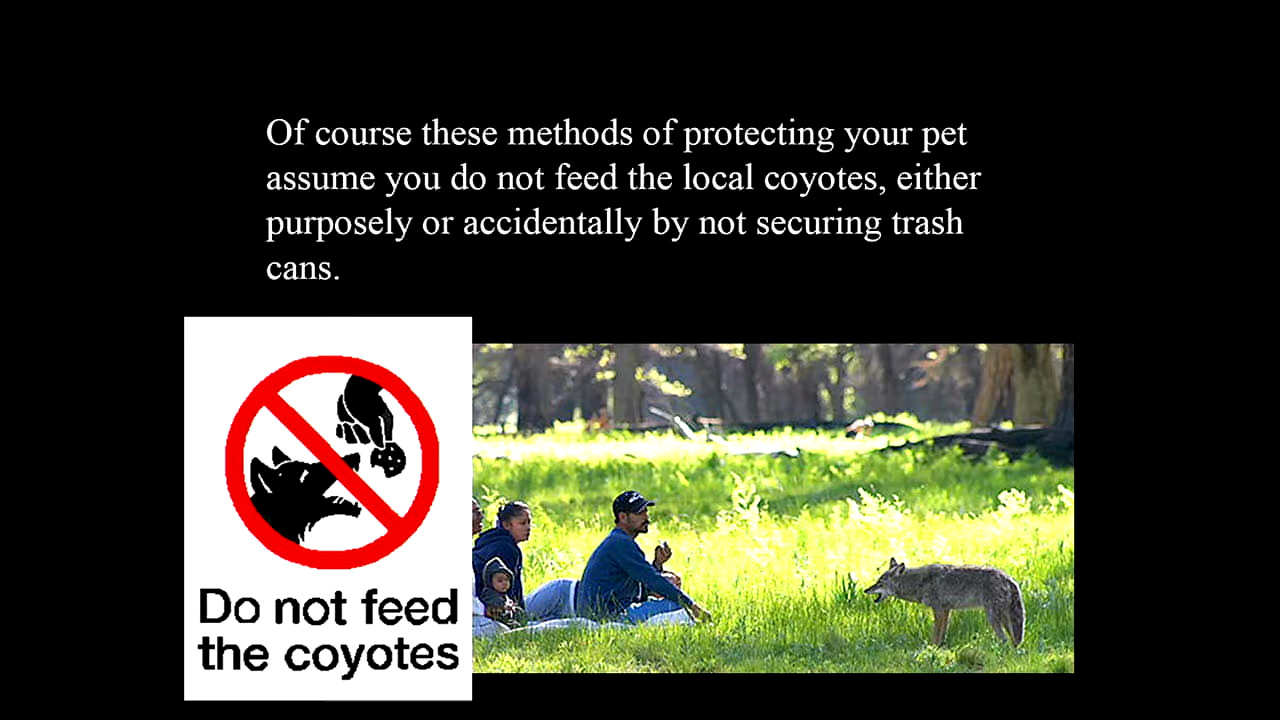 Of course these methods of protecting your pet
assume you do not feed the local coyotes, either
purposely or accidentally by not securing trash
cans.
Do not feed
the coyotes